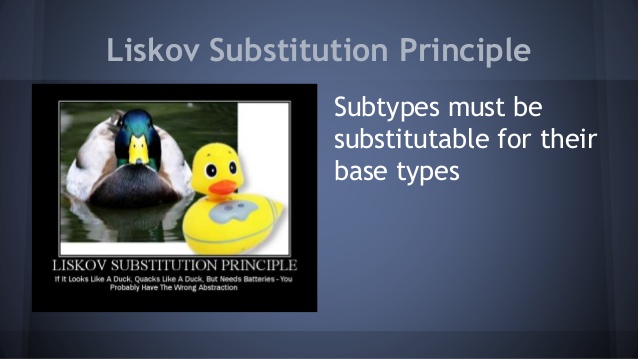 Liskov Substitution Principle
Subtypes must be
substitutable for their
base types
LISKOV SUBSTITUTION PRINCIPLE
If It Looks Like A Duck, Quacks Like A Duck, But Needs Batteries - You
Probably Have The Wrong Abstraction